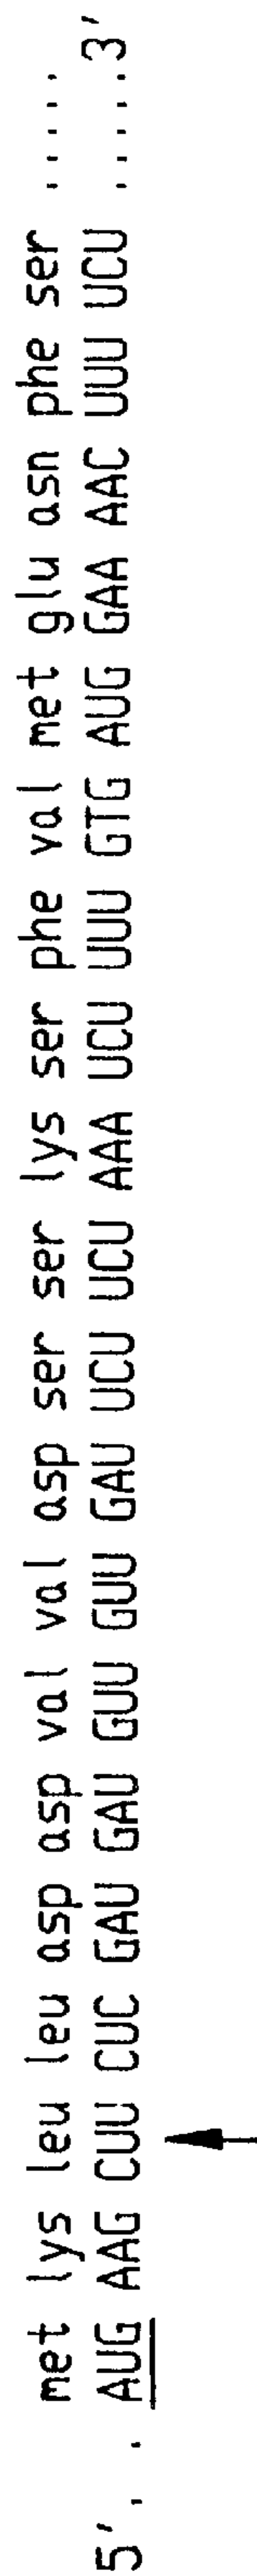 met lys leu leu asp asp val val asp ser ser lys ser phe val met glu asn phe ser ......
5'. . AUG AAG CUU CUC GAU GAU GUU GUU GAU UCU UCU AAA UCU UUU GTG AUG GAA AAC UUU UCU ......3'